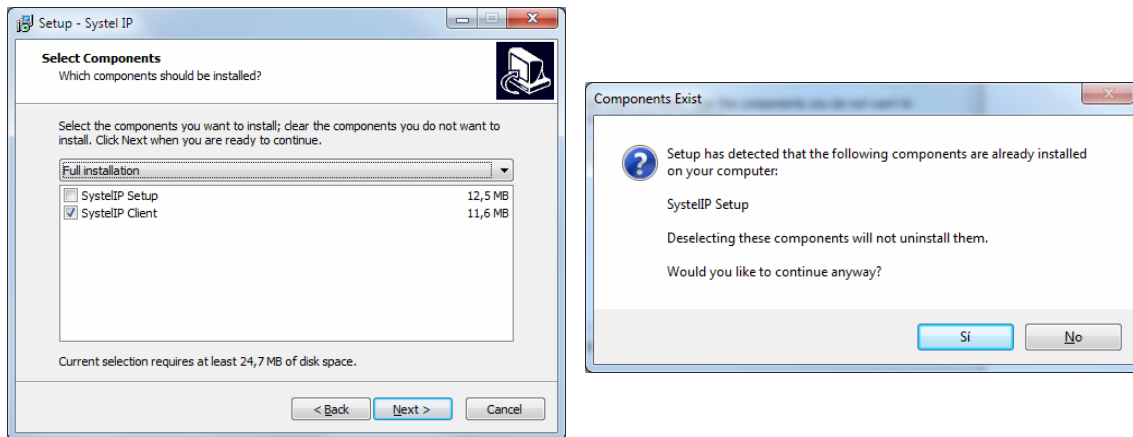 Setup - Systel IP
Select Components
Which components should be installed?
Select the components you want to install; clear the components you do not want to
install. Click Next when you are ready to continue.
Full installation
SystelIP Setup 12,5 MB
SystelIP Client 11,6 MB
Current selection requires at least 24,7 MB of disk space.
< Back Next > Cancel
Components Exist
Setup has detected that the following components are already installed
on your computer:
SystelIP Setup
Deselecting these components will not uninstall them.
Would you like to continue anyway?
Sí No